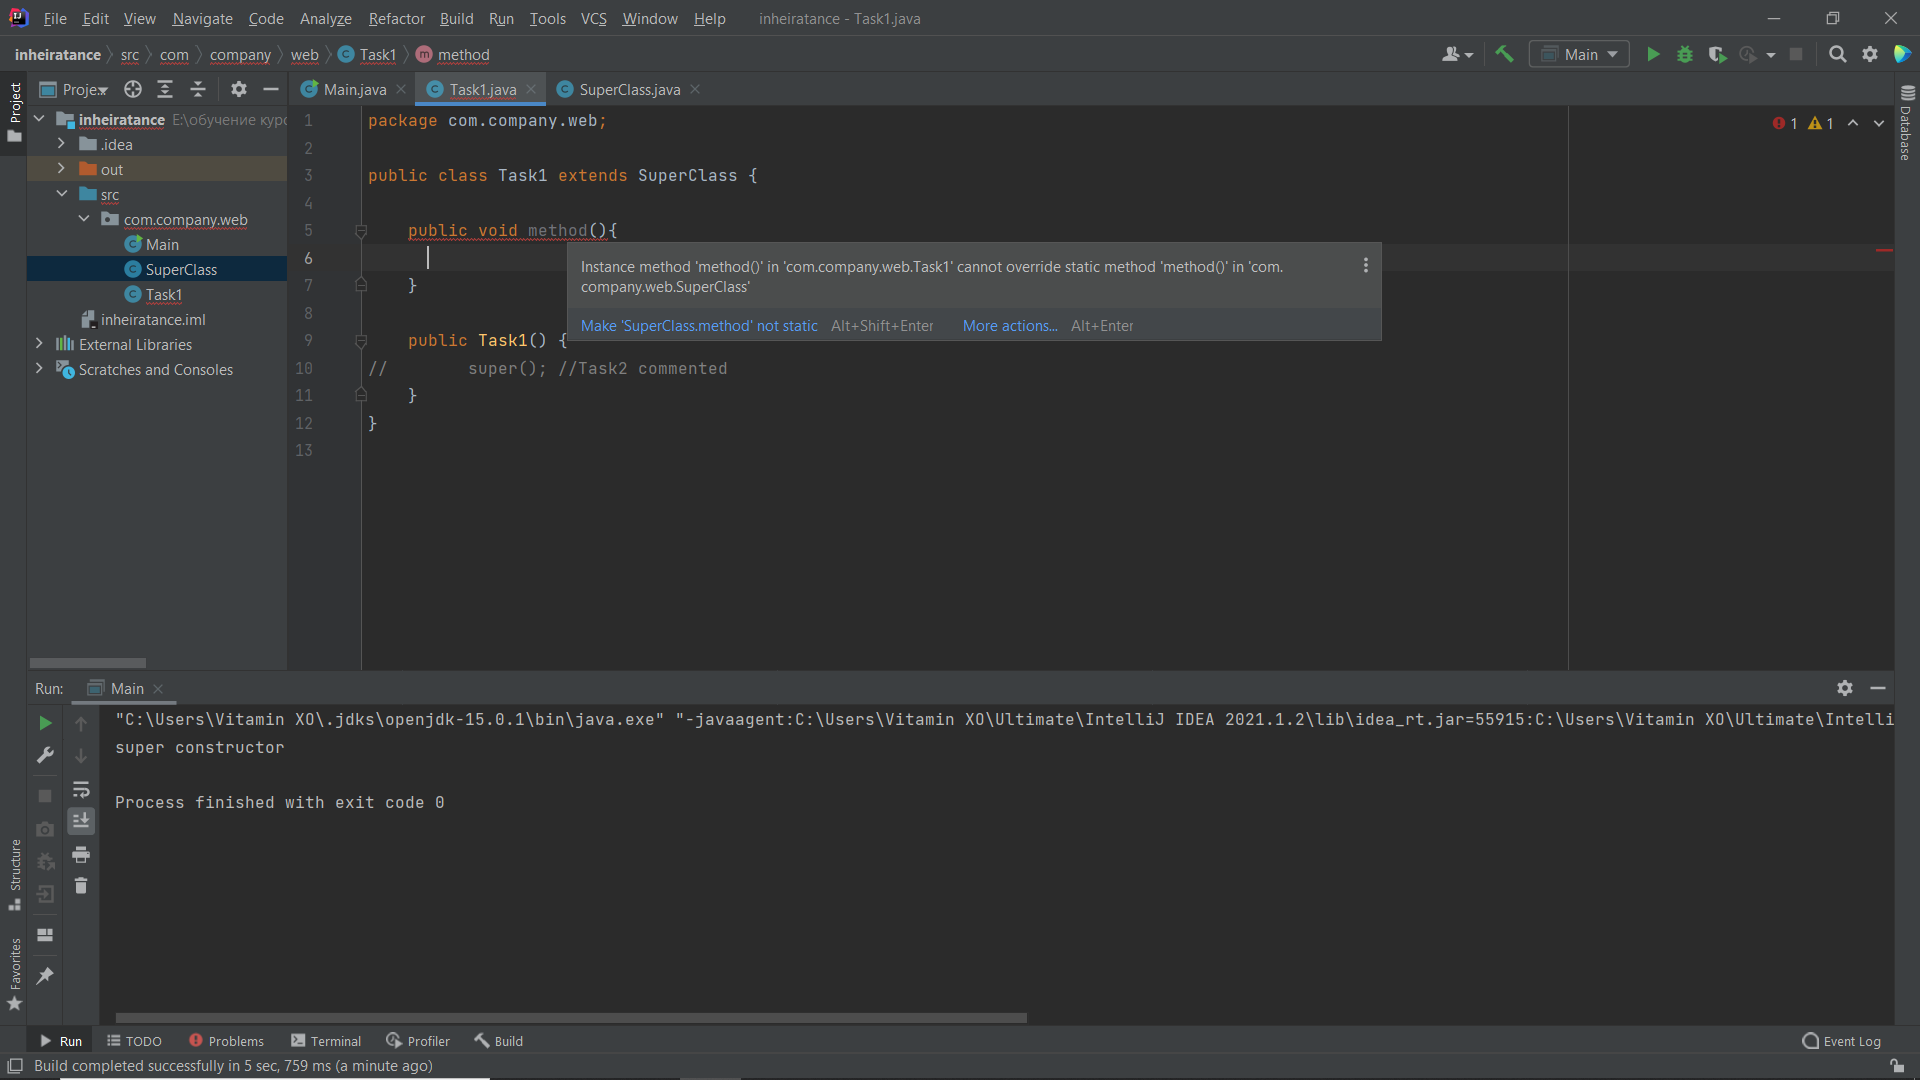 File Edit View Navigate Code Analyze Refactor Build Run Tools VCS Window Help inheiratance - Task1.java
inheiratance src com company web Task1 method Main
Project
Proje... Main.java Task1.java SuperClass.java
inheiratance E:\обучение курс
.idea
out
src
com.company.web
Main
SuperClass
Task1
inheiratance.iml
External Libraries
Scratches and Consoles
1 package com.company.web;
2
3 public class Task1 extends SuperClass {
4
5 public void method(){
6
7 }
8
9 public Task1() {
10 // super(); //Task2 commented
11 }
12 }
13
1 1
Database
Instance method 'method()' in 'com.company.web.Task1' cannot override static method 'method()' in 'com.
company.web.SuperClass'
Make 'SuperClass.method' not static Alt+Shift+Enter More actions... Alt+Enter
Run: Main
"C:\Users\Vitamin XO\.jdks\openjdk-15.0.1\bin\java.exe" "-javaagent:C:\Users\Vitamin XO\Ultimate\IntelliJ IDEA 2021.1.2\lib\idea_rt.jar=55915:C:\Users\Vitamin XO\Ultimate\Intelli
super constructor
Process finished with exit code 0
Structure
Favorites
Run TODO Problems Terminal Profiler Build Event Log
Build completed successfully in 5 sec, 759 ms (a minute ago)